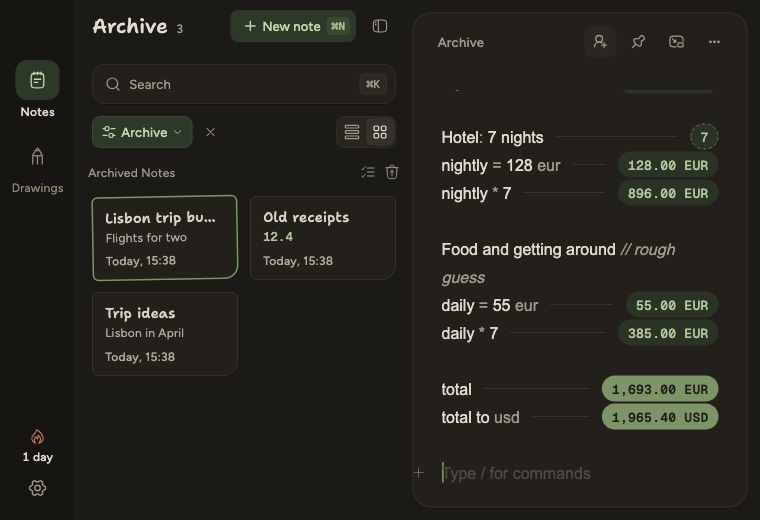 Notes
Drawings
1 day
Archive 3
+ New note ⌘N
Search ⌘K
Archive
Archived Notes
Lisbon trip bu...
Flights for two
Today, 15:38
Old receipts
12.4
Today, 15:38
Trip ideas
Lisbon in April
Today, 15:38
Archive
Hotel: 7 nights 7
nightly = 128 eur 128.00 EUR
nightly * 7 896.00 EUR
Food and getting around // rough
guess
daily = 55 eur 55.00 EUR
daily * 7 385.00 EUR
total 1,693.00 EUR
total to usd 1,965.40 USD
Type / for commands